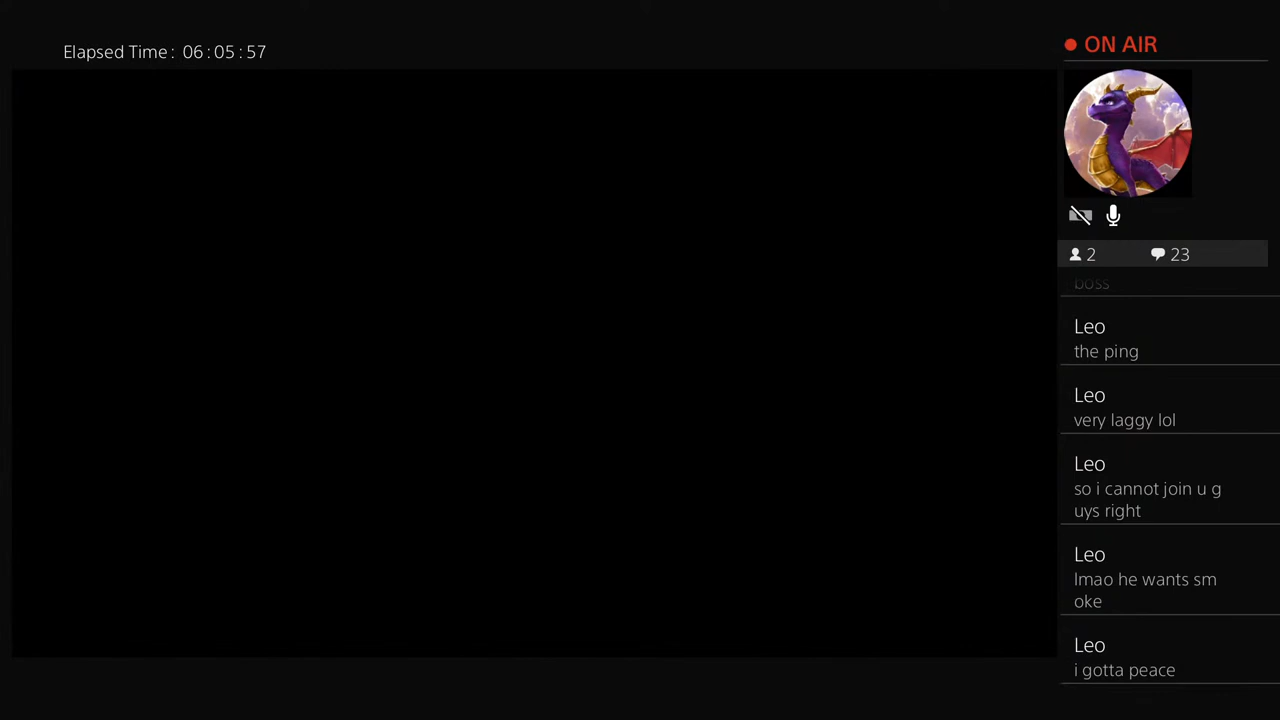 Elapsed Time: 06:05:57
ON AIR
2 23
boss
Leo
the ping
Leo
very laggy lol
Leo
so i cannot join u g
uys right
Leo
lmao he wants sm
oke
Leo
i gotta peace